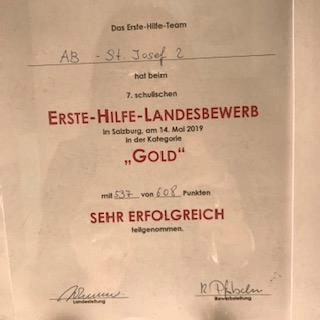 Das Erste-Hilfe-Team
AB - St. Josef 2
hat beim
7. schulischen
ERSTE-HILFE-LANDESBEWERB
in Salzburg, am 14. Mai 2019
in der Kategorie
„GOLD"
mit 537 von 608 Punkten
SEHR ERFOLGREICH
teilgenommen.
Landesleitung
Bewerbsleitung